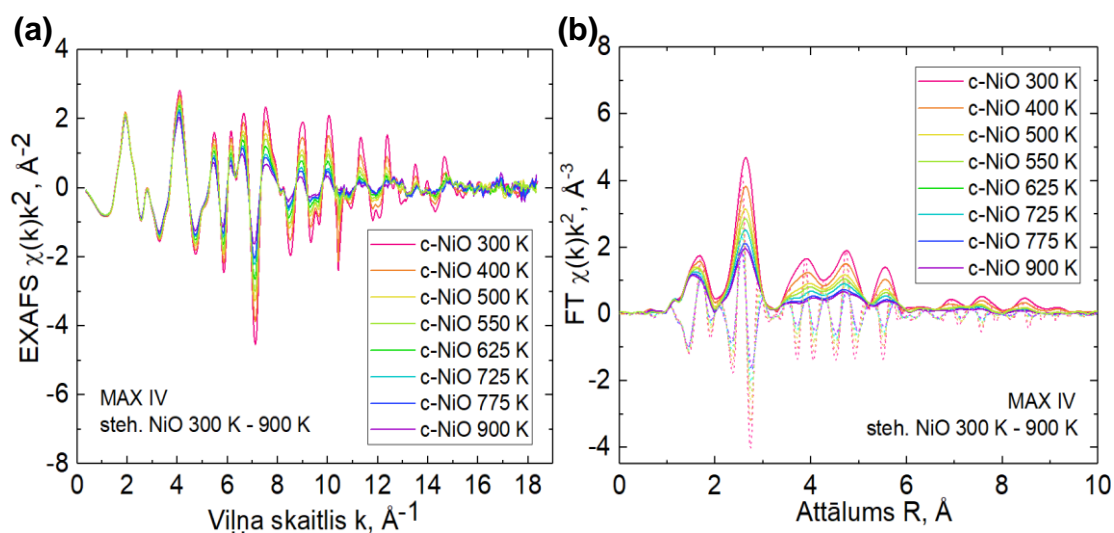 (a)
4
2
0
-2
-4
-6
-8
EXAFS χ(k)k², Å⁻²
c-NiO 300 K
c-NiO 400 K
c-NiO 500 K
c-NiO 550 K
c-NiO 625 K
c-NiO 725 K
c-NiO 775 K
c-NiO 900 K
MAX IV
steh. NiO 300 K - 900 K
0 2 4 6 8 10 12 14 16 18
Viļņa skaitlis k, Å⁻¹
(b)
8
6
4
2
0
-2
-4
FT χ(k)k², Å⁻³
c-NiO 300 K
c-NiO 400 K
c-NiO 500 K
c-NiO 550 K
c-NiO 625 K
c-NiO 725 K
c-NiO 775 K
c-NiO 900 K
MAX IV
steh. NiO 300 K - 900 K
0 2 4 6 8 10
Attālums R, Å